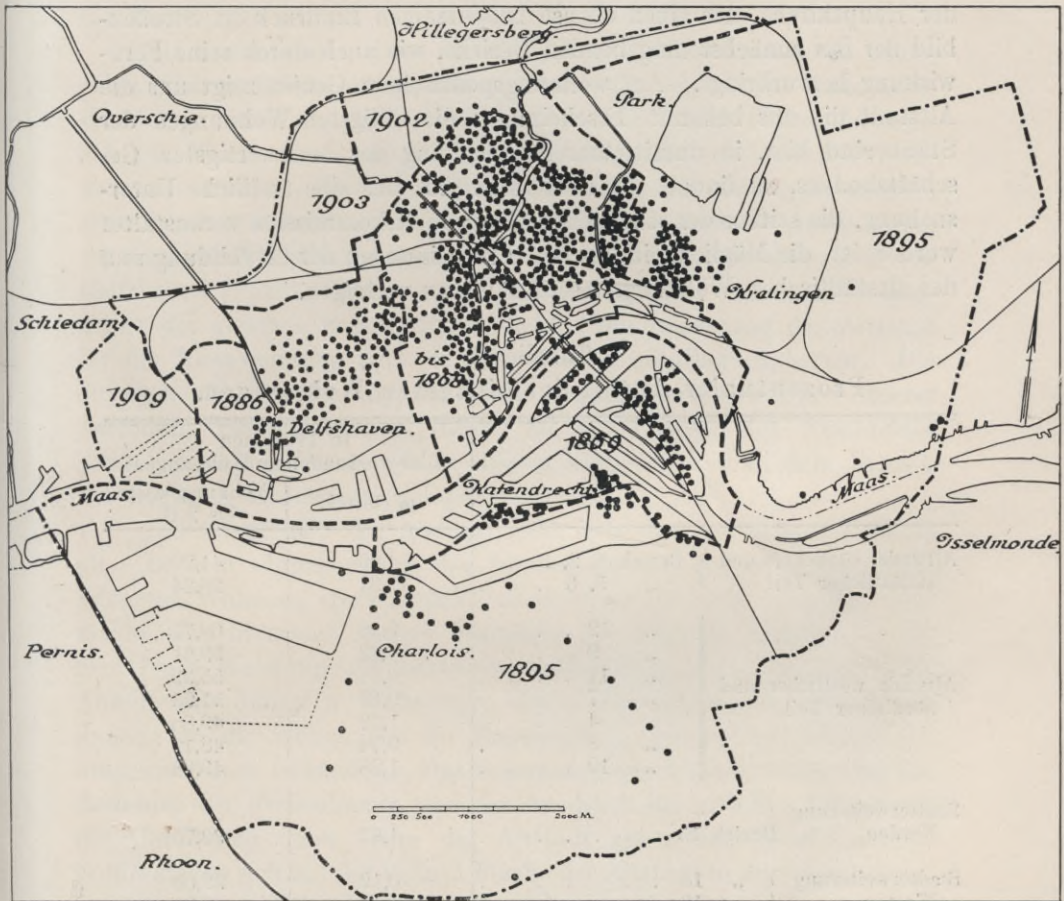 Hillegersberg
Park.
Overschie.
1902
1903
1895
Kralingen
Schiedam
bis
1868
1909
1886
Delfshaven.
1869
Katendrecht
Maas.
Maas.
Isselmonde
Pernis.
Charlois.
1895
0 250 500 1000 2000 M.
Rhoon.